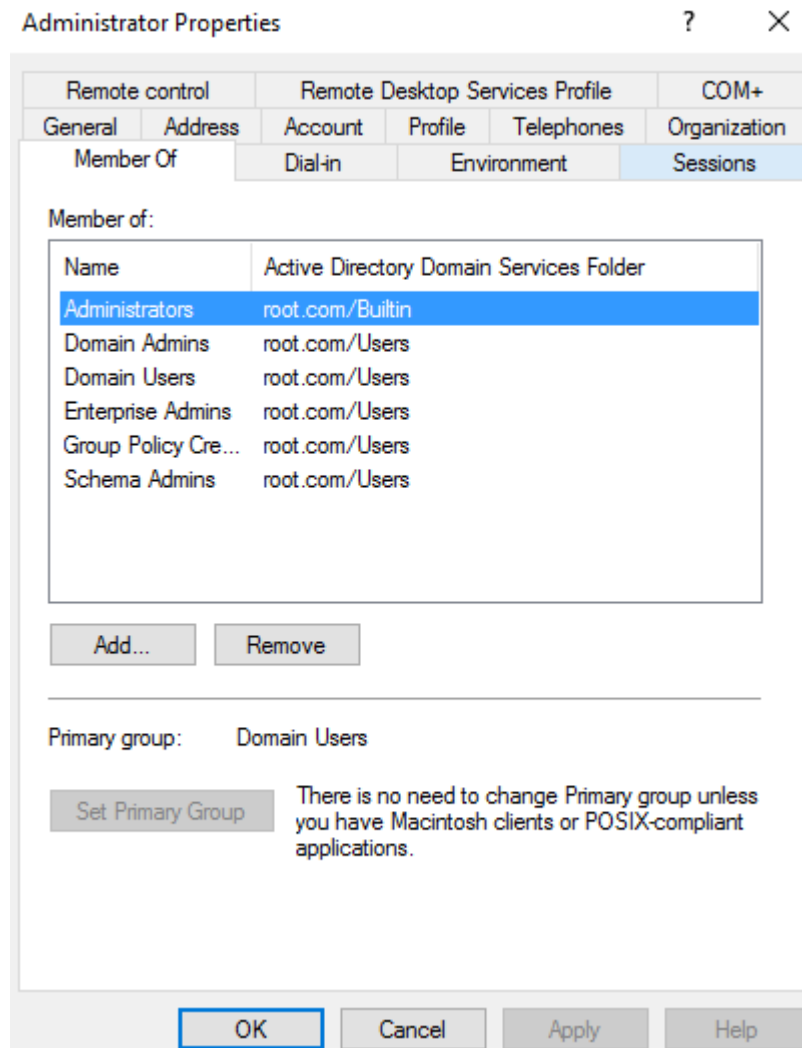 Administrator Properties ? ×
Remote control Remote Desktop Services Profile COM+
General Address Account Profile Telephones Organization
Member Of Dial-in Environment Sessions
Member of:
Name Active Directory Domain Services Folder
Administrators root.com/Builtin
Domain Admins root.com/Users
Domain Users root.com/Users
Enterprise Admins root.com/Users
Group Policy Cre... root.com/Users
Schema Admins root.com/Users
Add... Remove
Primary group: Domain Users
Set Primary Group
There is no need to change Primary group unless
you have Macintosh clients or POSIX-compliant
applications.
OK Cancel Apply Help